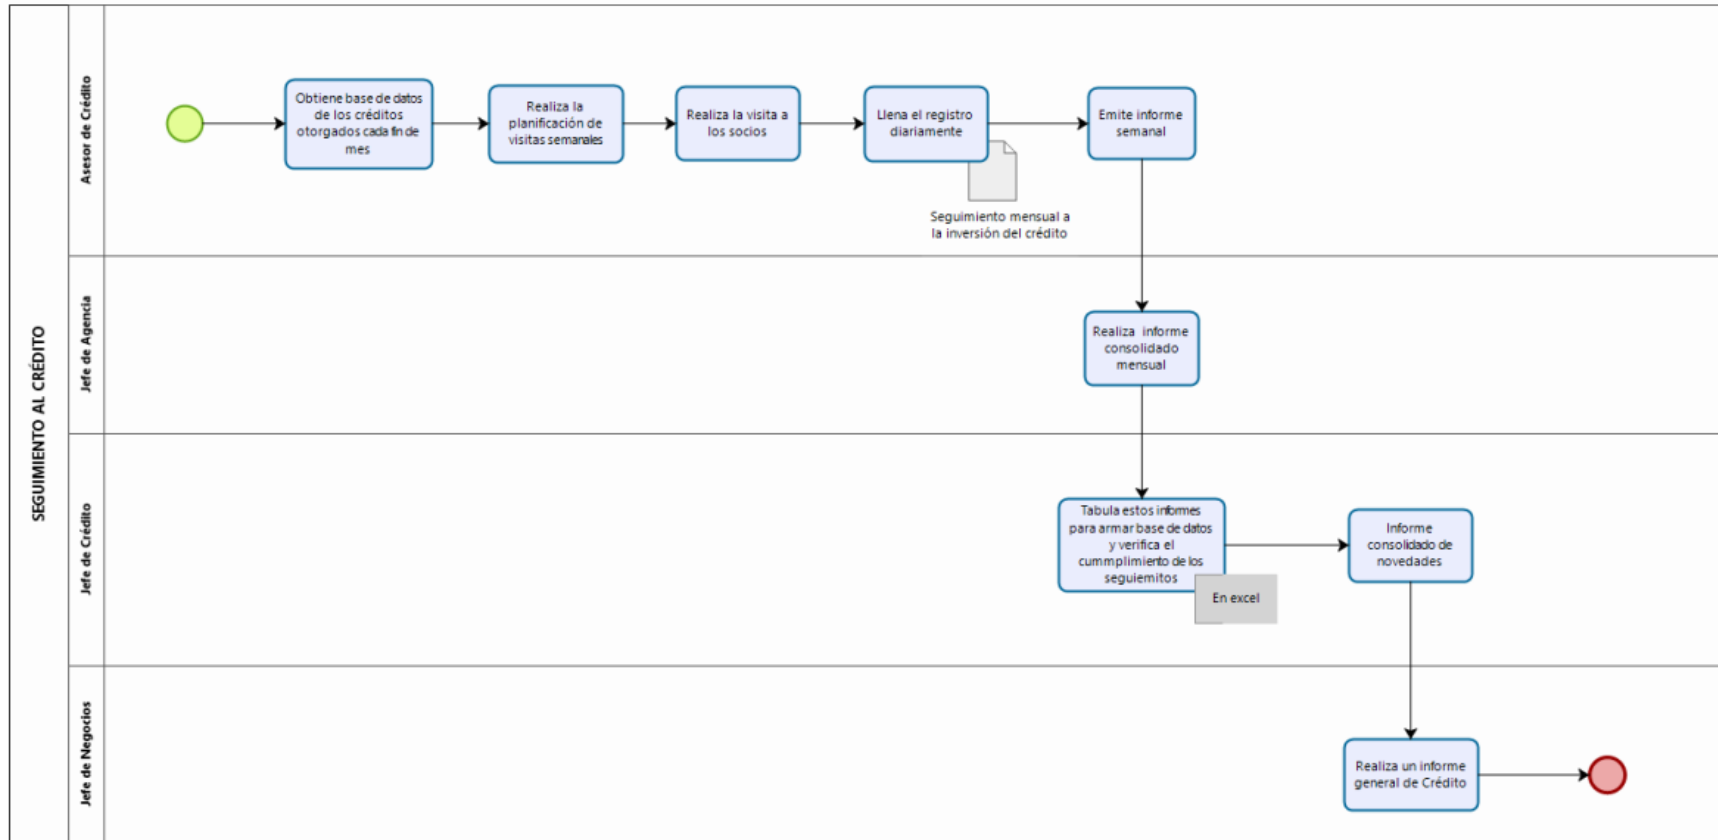 SEGUIMIENTO AL CRÉDITO
Asesor de Crédito
Obtiene base de datos
de los créditos
otorgados cada fin de
mes
Realiza la
planificación de
visitas semanales
Realiza la visita a
los socios
Llena el registro
diariamente
Seguimiento mensual a
la inversión del crédito
Emite informe
semanal
Jefe de Agencia
Realiza informe
consolidado
mensual
Jefe de Crédito
Tabula estos informes
para armar base de datos
y verifica el
cummplimiento de los
seguiemitos
En excel
Informe
consolidado de
novedades
Jefe de Negocios
Realiza un informe
general de Crédito